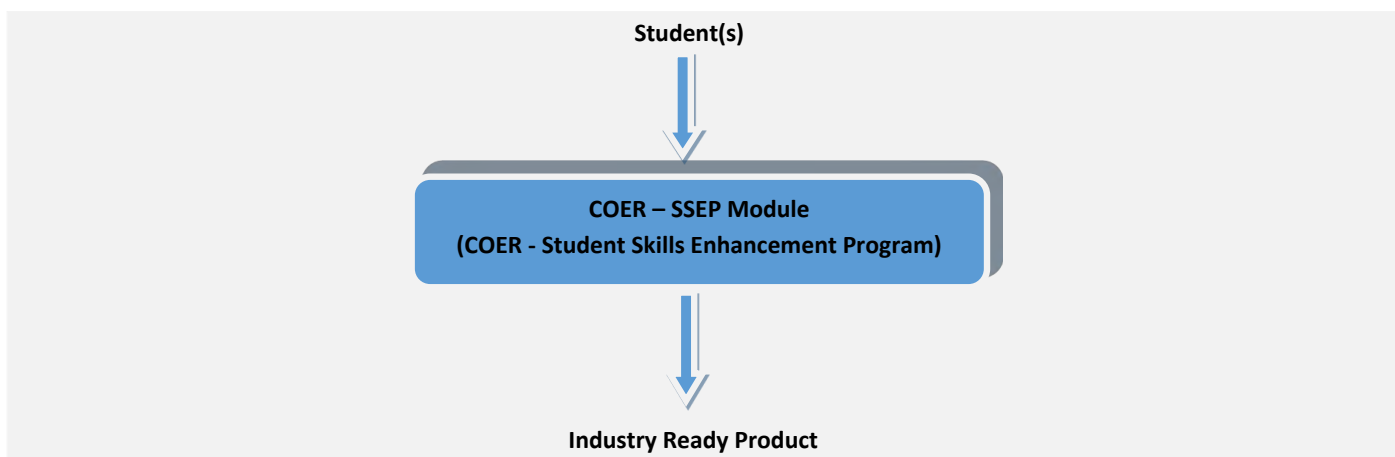 Student(s)
COER – SSEP Module
(COER - Student Skills Enhancement Program)
Industry Ready Product